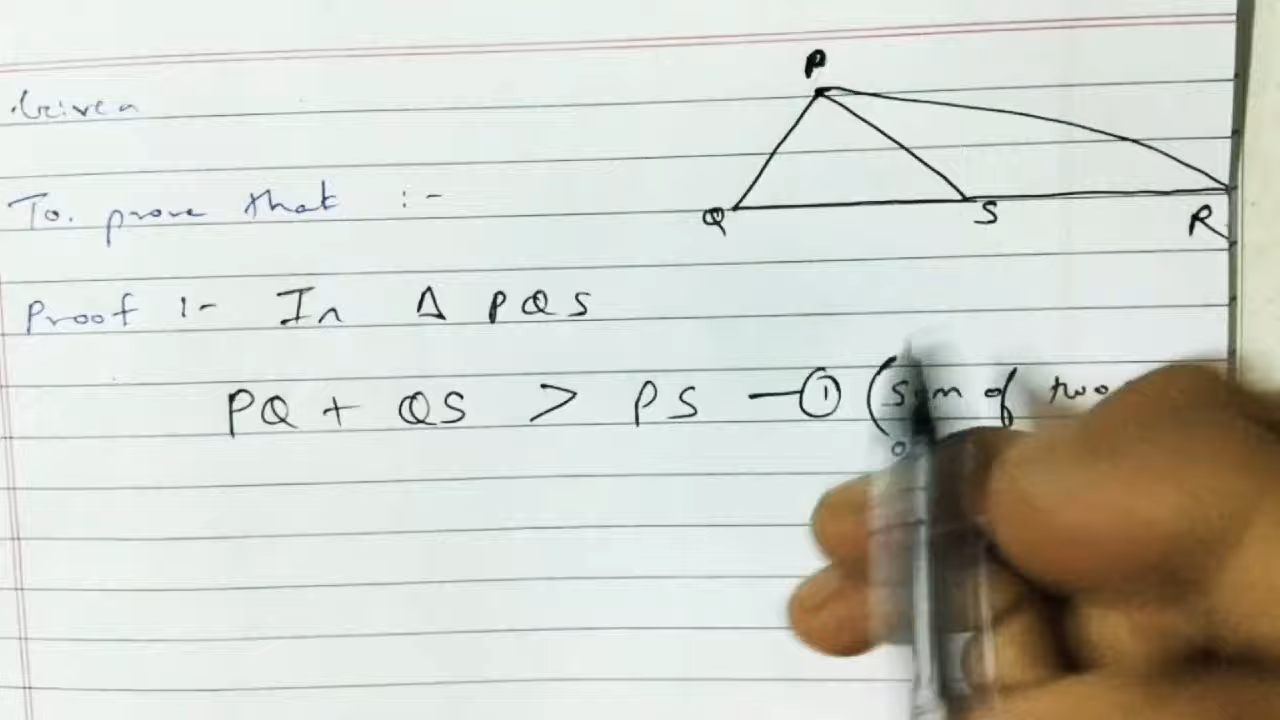 Given
P
To. prove that :-
Q S R
Proof :- In Δ PQS
PQ + QS > PS —① (sum of two